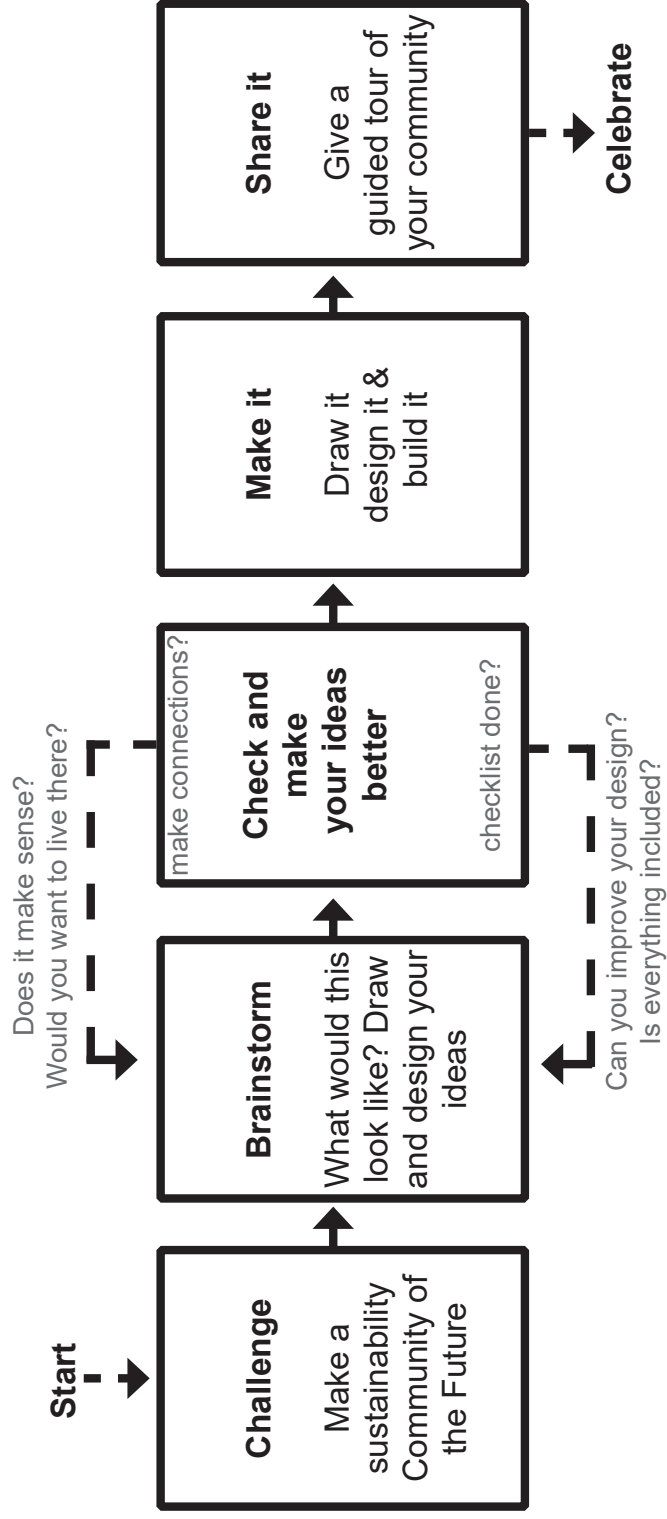 Start
Challenge
Make a
sustainability
Community of
the Future
Does it make sense?
Would you want to live there?
Brainstorm
What would this
look like? Draw
and design your
ideas
make connections?
Check and
make
your ideas
better
checklist done?
Can you improve your design?
Is everything included?
Make it
Draw it
design it &
build it
Share it
Give a
guided tour of
your community
Celebrate